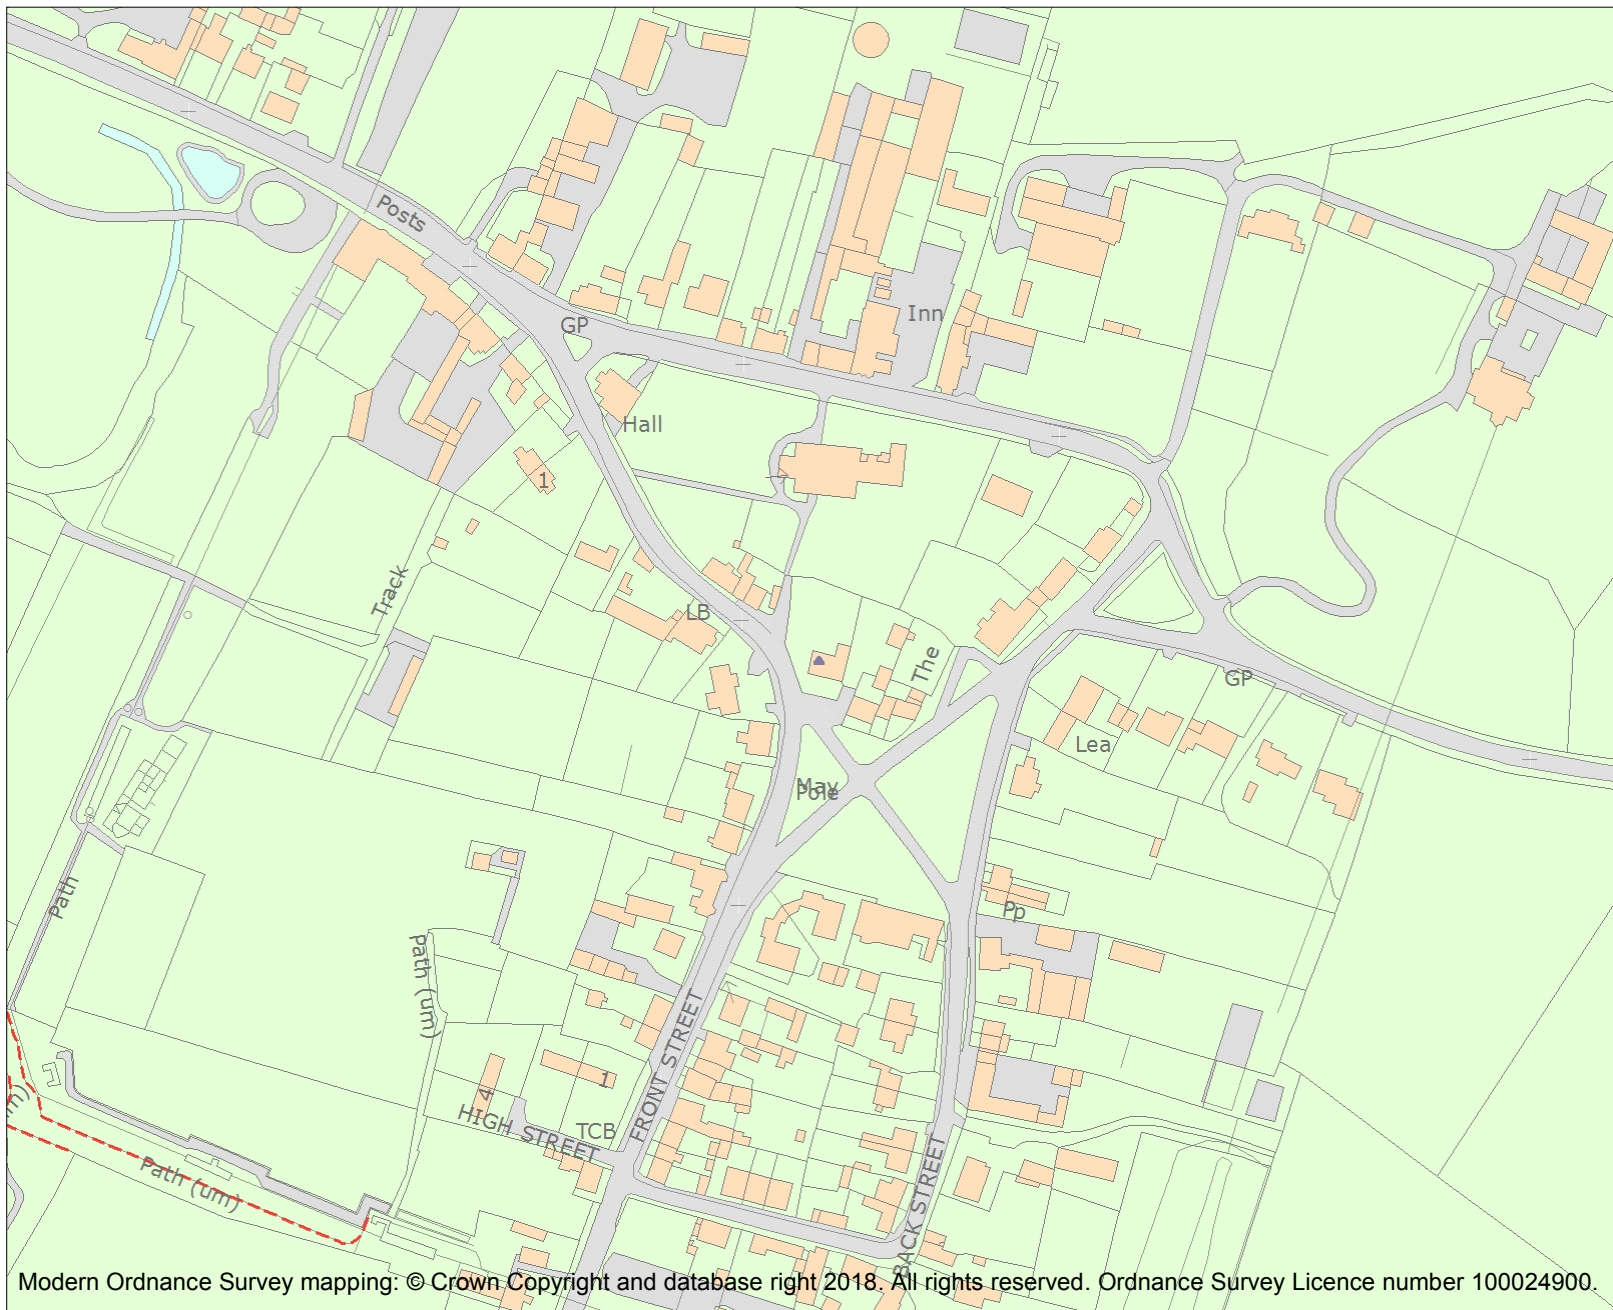 Posts
GP
Inn
Hall
1
Track
LB
The
GP
Lea
May
Pole
Path
Pp
Path (um)
FRONT STREET
1
4
HIGH STREET
TCB
Path (um)
BACK STREET
Modern Ordnance Survey mapping: © Crown Copyright and database right 2018. All rights reserved. Ordnance Survey Licence number 100024900.